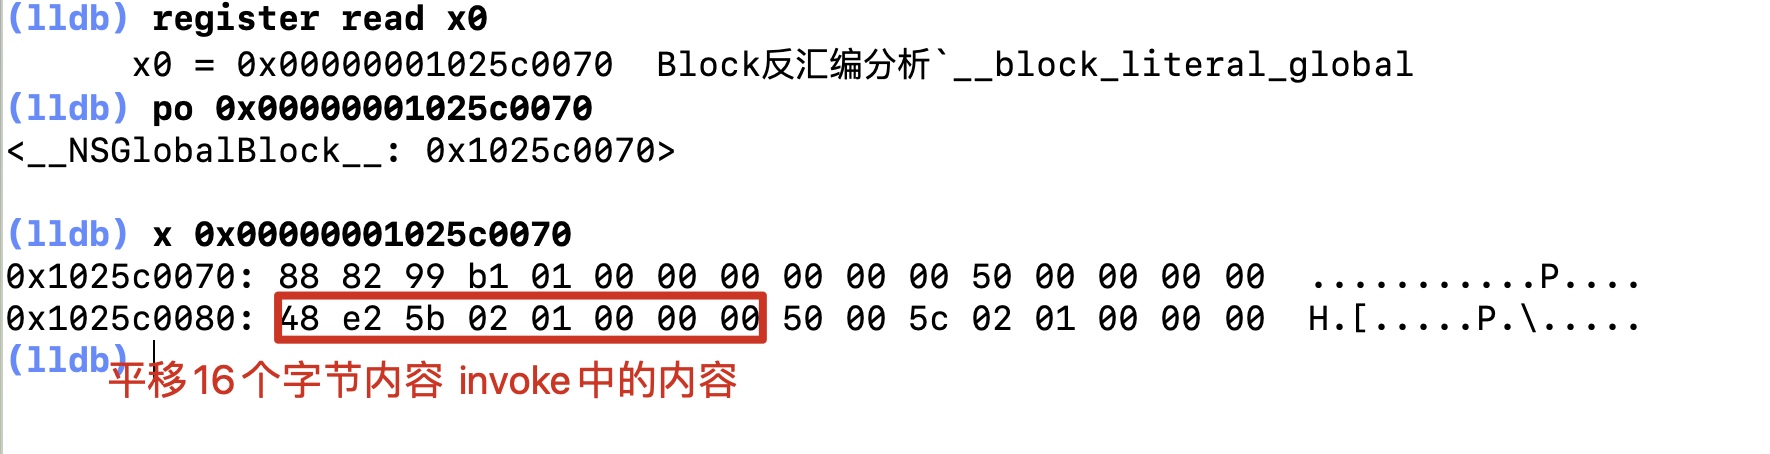 (lldb) register read x0
x0 = 0x00000001025c0070  Block反汇编分析`__block_literal_global
(lldb) po 0x00000001025c0070
<__NSGlobalBlock__: 0x1025c0070>
(lldb) x 0x00000001025c0070
0x1025c0070: 88 82 99 b1 01 00 00 00 00 00 00 50 00 00 00 00  ...........P....
0x1025c0080: 48 e2 5b 02 01 00 00 00 50 00 5c 02 01 00 00 00  H.[.....P.\.....
(lldb)
平移16个字节内容 invoke中的内容